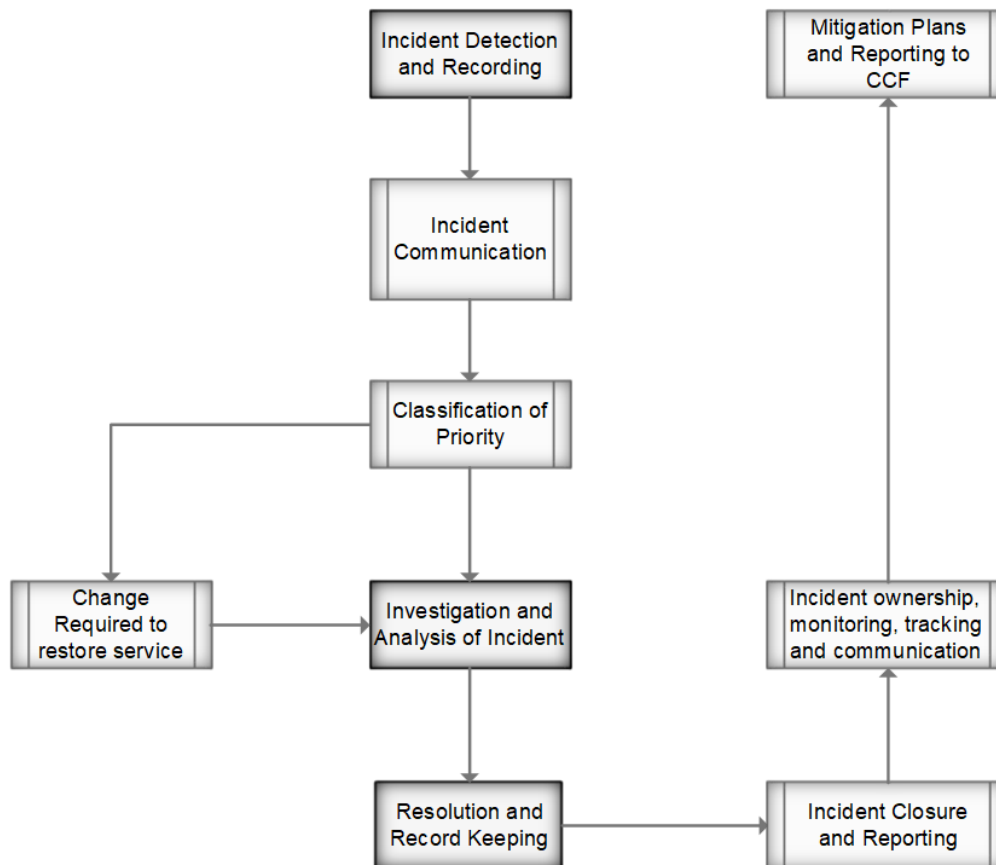 Incident Detection
and Recording
Mitigation Plans
and Reporting to
CCF
Incident
Communication
Classification of
Priority
Change
Required to
restore service
Investigation and
Analysis of Incident
Incident ownership,
monitoring, tracking
and communication
Resolution and
Record Keeping
Incident Closure
and Reporting